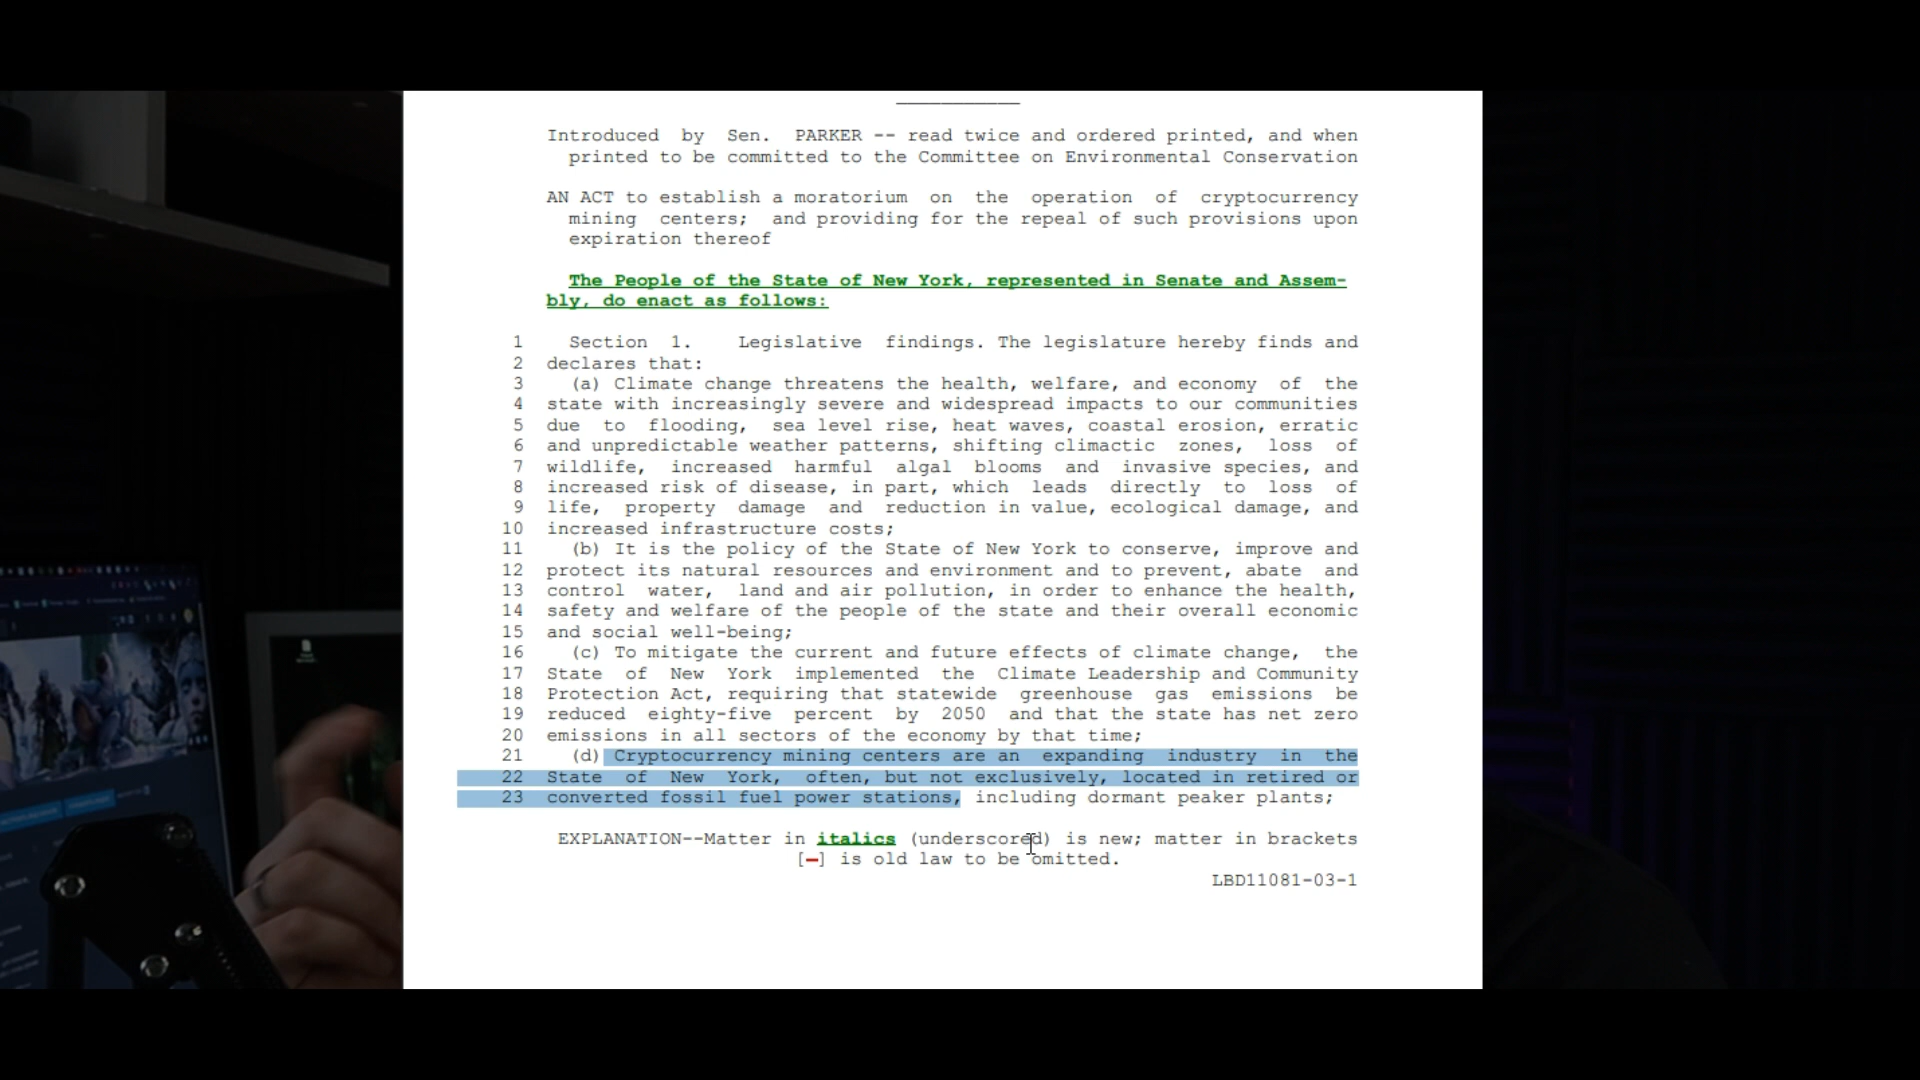 Introduced by Sen. PARKER -- read twice and ordered printed, and when
printed to be committed to the Committee on Environmental Conservation
AN ACT to establish a moratorium on the operation of cryptocurrency
mining centers; and providing for the repeal of such provisions upon
expiration thereof
The People of the State of New York, represented in Senate and Assem-
bly, do enact as follows:
1 Section 1. Legislative findings. The legislature hereby finds and
2 declares that:
3 (a) Climate change threatens the health, welfare, and economy of the
4 state with increasingly severe and widespread impacts to our communities
5 due to flooding, sea level rise, heat waves, coastal erosion, erratic
6 and unpredictable weather patterns, shifting climactic zones, loss of
7 wildlife, increased harmful algal blooms and invasive species, and
8 increased risk of disease, in part, which leads directly to loss of
9 life, property damage and reduction in value, ecological damage, and
10 increased infrastructure costs;
11 (b) It is the policy of the State of New York to conserve, improve and
12 protect its natural resources and environment and to prevent, abate and
13 control water, land and air pollution, in order to enhance the health,
14 safety and welfare of the people of the state and their overall economic
15 and social well-being;
16 (c) To mitigate the current and future effects of climate change, the
17 State of New York implemented the Climate Leadership and Community
18 Protection Act, requiring that statewide greenhouse gas emissions be
19 reduced eighty-five percent by 2050 and that the state has net zero
20 emissions in all sectors of the economy by that time;
21 (d) Cryptocurrency mining centers are an expanding industry in the
22 State of New York, often, but not exclusively, located in retired or
23 converted fossil fuel power stations, including dormant peaker plants;
EXPLANATION--Matter in italics (underscored) is new; matter in brackets
[-] is old law to be omitted.
LBD11081-03-1